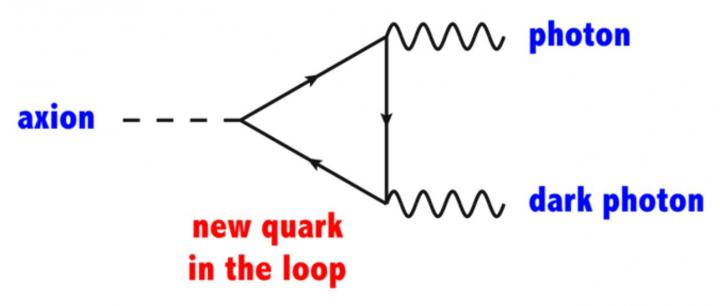 photon
axion
dark photon
new quark
in the loop